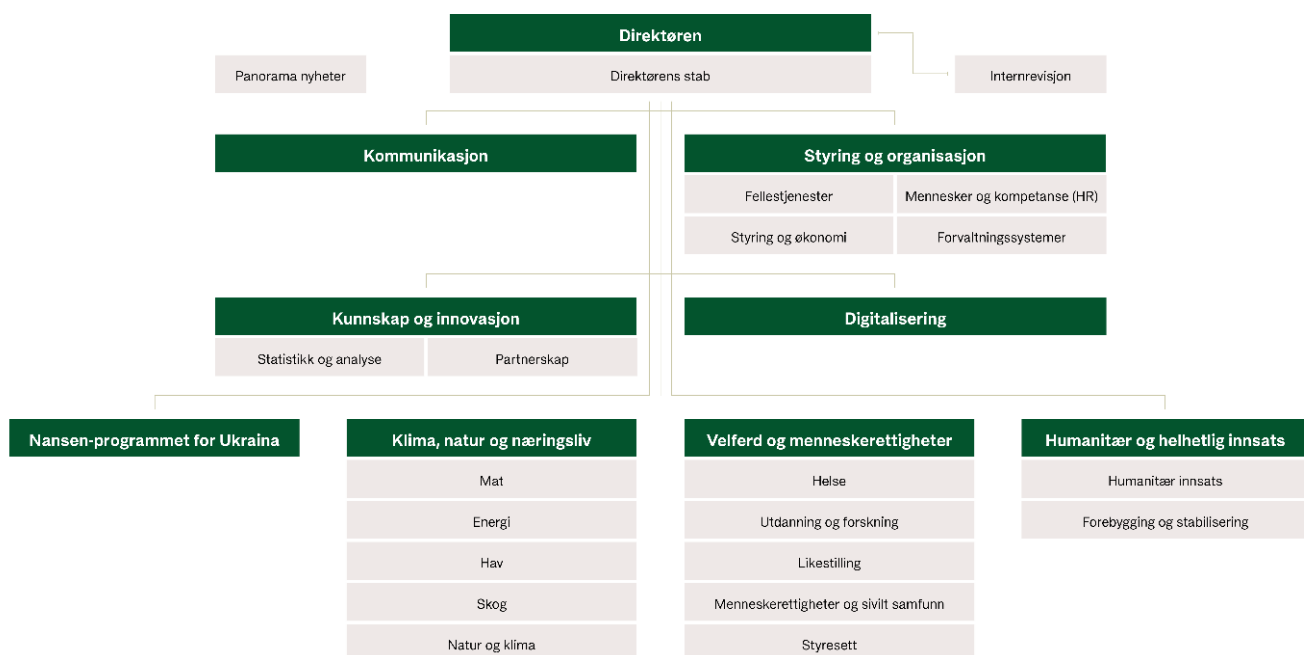 Direktøren
Panorama nyheter
Direktørens stab
Internrevisjon
Kommunikasjon
Styring og organisasjon
Fellestjenester
Mennesker og kompetanse (HR)
Styring og økonomi
Forvaltningssystemer
Kunnskap og innovasjon
Digitalisering
Statistikk og analyse
Partnerskap
Nansen-programmet for Ukraina
Klima, natur og næringsliv
Mat
Energi
Hav
Skog
Natur og klima
Velferd og menneskerettigheter
Helse
Utdanning og forskning
Likestilling
Menneskerettigheter og sivilt samfunn
Styresett
Humanitær og helhetlig innsats
Humanitær innsats
Forebygging og stabilisering